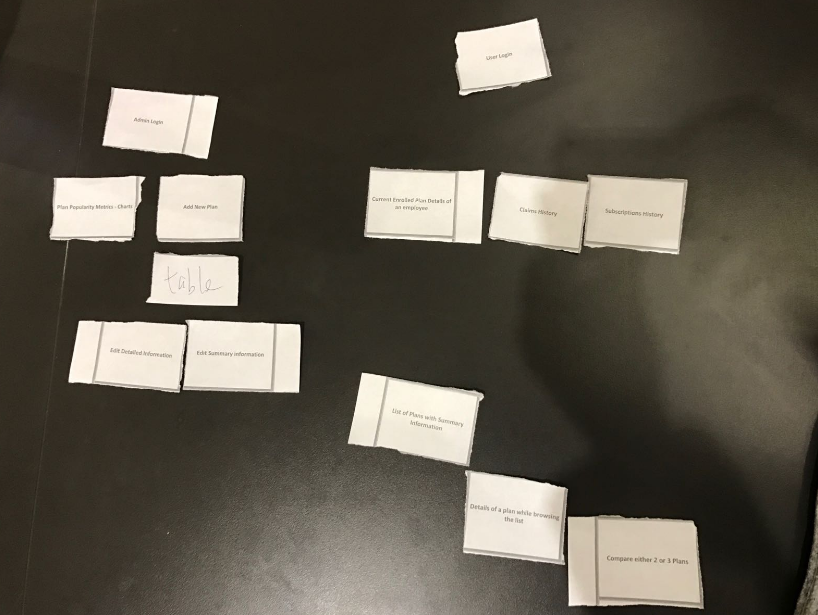 User Login
Admin Login
Plan Popularity Metrics - Charts
Add New Plan
Current Enrolled Plan Details of
an employee
Claims History
Subscriptions History
table
Edit Detailed Information
Edit Summary Information
List of Plans with Summary
Information
Details of a plan while browsing
the list
Compare either 2 or 3 Plans